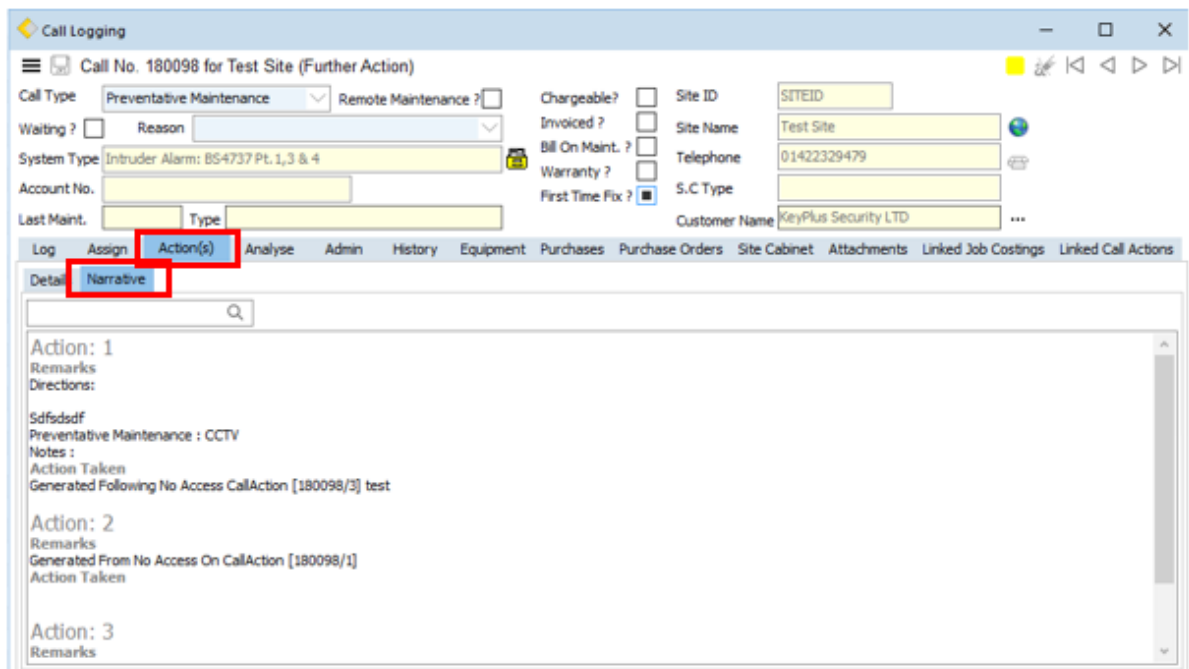 Call Logging
Call No. 180098 for Test Site (Further Action)
Call Type Preventative Maintenance Remote Maintenance ? Chargeable? Site ID SITEID
Waiting ? Reason Invoiced ? Site Name Test Site
System Type Intruder Alarm: BS4737 Pt. 1,3 & 4 Bill On Maint. ? Telephone 01422329479
Account No. Warranty ? S.C Type
Last Maint. Type First Time Fix ? Customer Name KeyPlus Security LTD ...
Log Assign Action(s) Analyse Admin History Equipment Purchases Purchase Orders Site Cabinet Attachments Linked Job Costings Linked Call Actions
Detail Narrative
Action: 1
Remarks
Directions:
Sdfsdsdf
Preventative Maintenance : CCTV
Notes :
Action Taken
Generated Following No Access CallAction [180098/3] test
Action: 2
Remarks
Generated From No Access On CallAction [180098/1]
Action Taken
Action: 3
Remarks